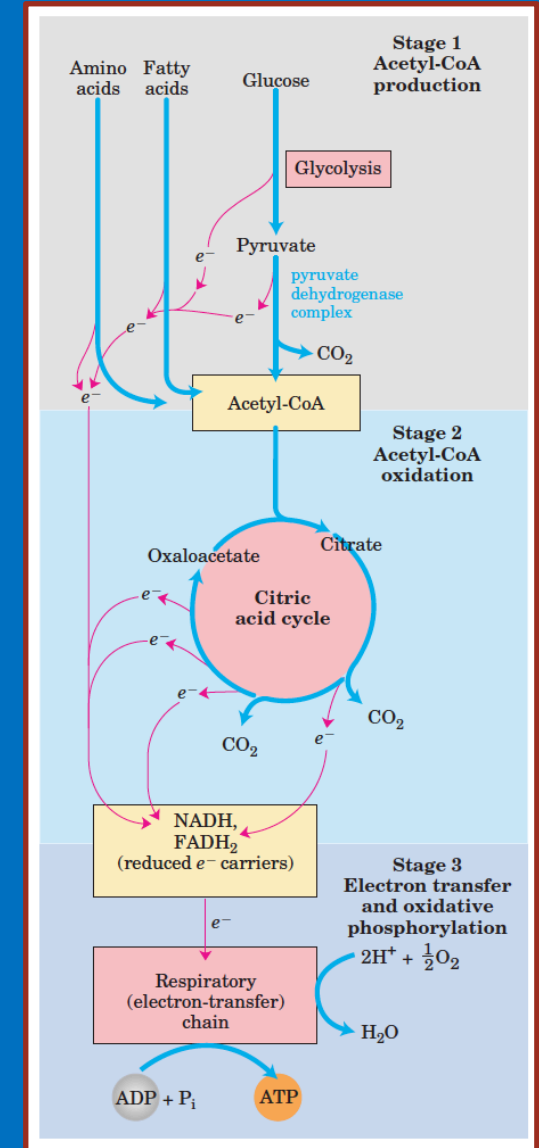 Stage 1
Acetyl-CoA
production
Amino
acids
Fatty
acids
Glucose
Glycolysis
e⁻
Pyruvate
pyruvate
dehydrogenase
complex
e⁻
e⁻
CO₂
e⁻
Acetyl-CoA
Stage 2
Acetyl-CoA
oxidation
Oxaloacetate
Citrate
Citric
acid cycle
e⁻
e⁻
e⁻
CO₂
CO₂
e⁻
NADH,
FADH₂
(reduced e⁻ carriers)
Stage 3
Electron transfer
and oxidative
phosphorylation
e⁻
2H⁺ + ½O₂
Respiratory
(electron-transfer)
chain
H₂O
ADP + Pᵢ
ATP